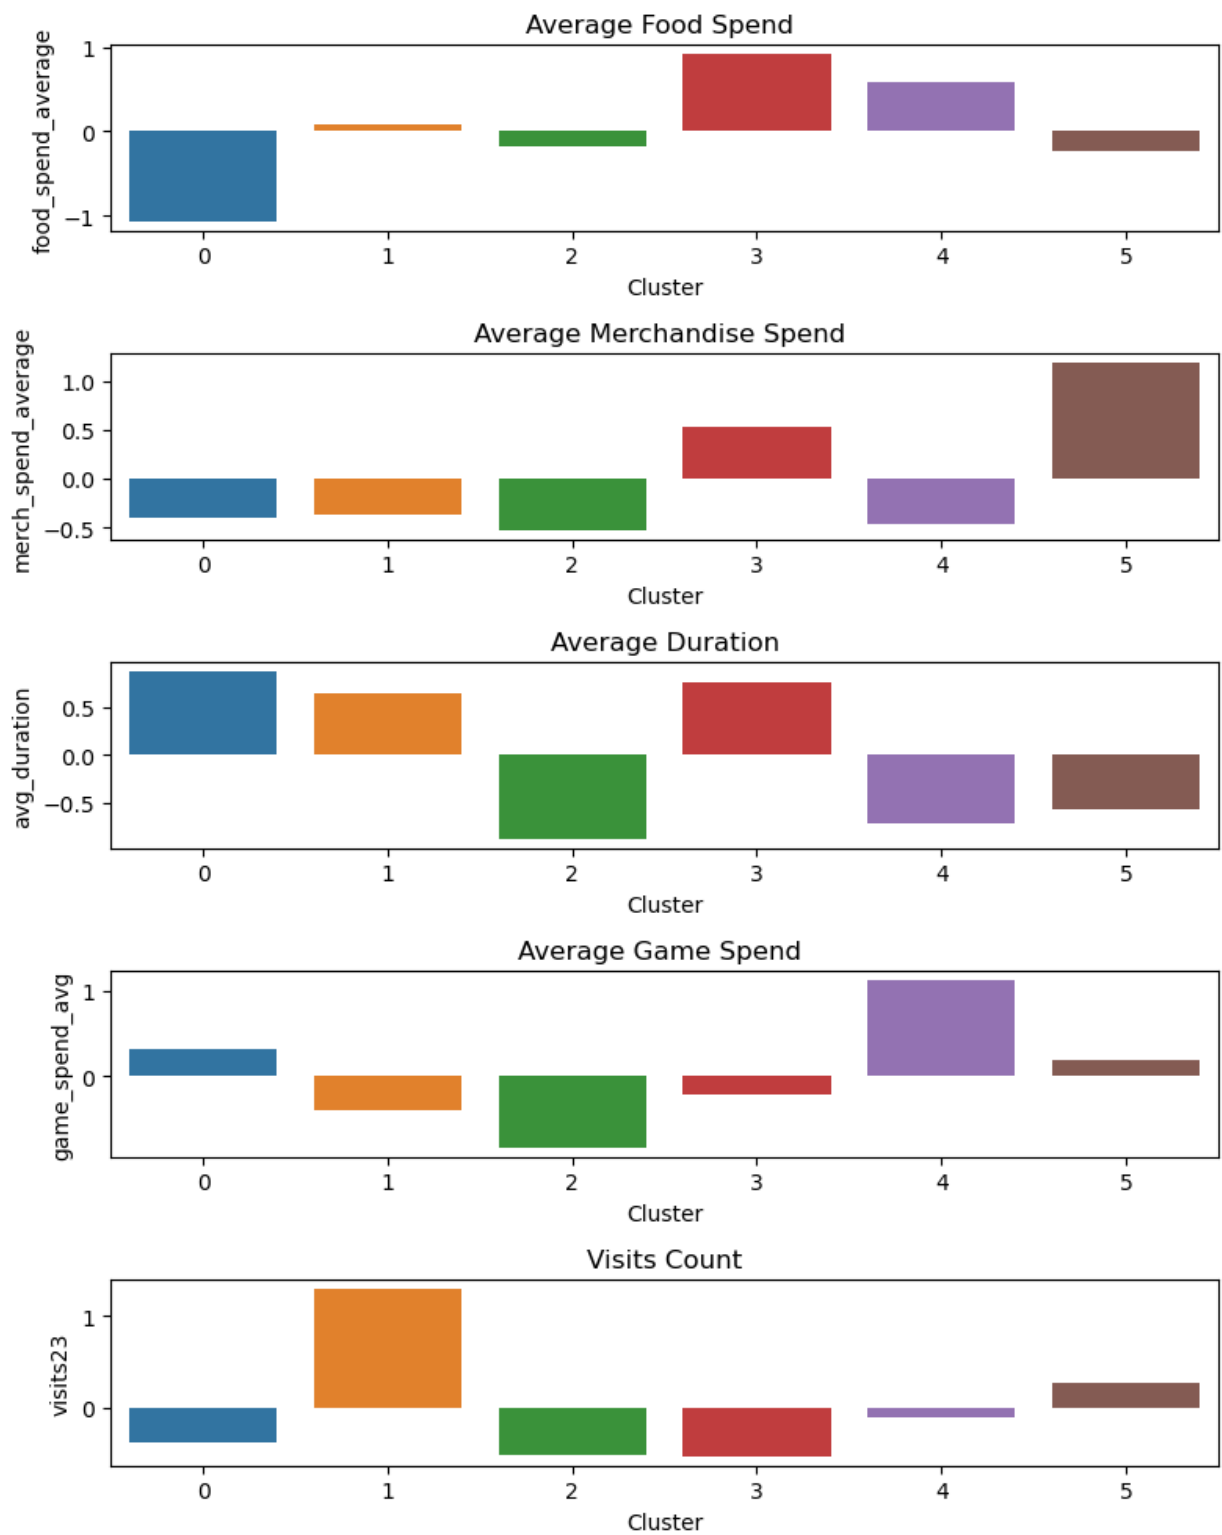 Average Food Spend
food_spend_average
1
0
−1
0 1 2 3 4 5
Cluster
Average Merchandise Spend
merch_spend_average
1.0
0.5
0.0
−0.5
0 1 2 3 4 5
Cluster
Average Duration
avg_duration
0.5
0.0
−0.5
0 1 2 3 4 5
Cluster
Average Game Spend
game_spend_avg
1
0
0 1 2 3 4 5
Cluster
Visits Count
visits23
1
0
0 1 2 3 4 5
Cluster